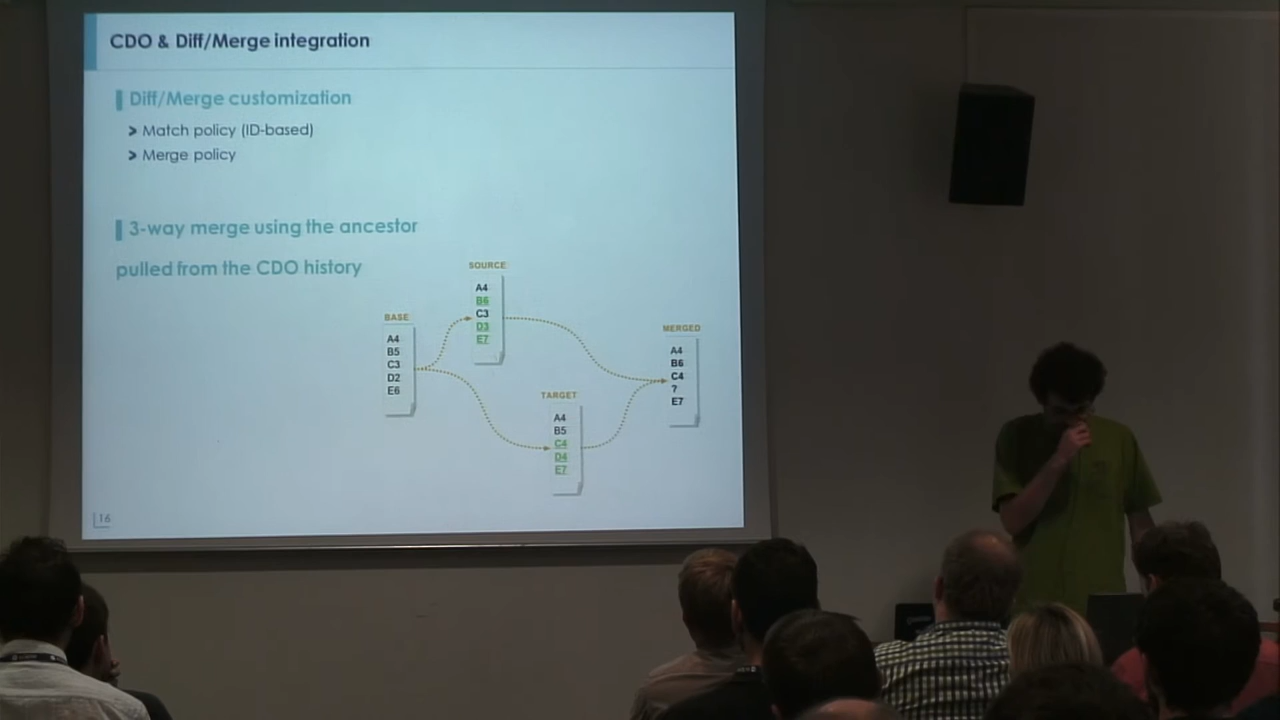 CDO & Diff/Merge integration
Diff/Merge customization
> Match policy (ID-based)
> Merge policy
3-way merge using the ancestor
pulled from the CDO history
SOURCE
A4
B6
C3
D3
E7
BASE
A4
B5
C3
D2
E6
TARGET
A4
B5
C4
D4
E7
MERGED
A4
B6
C4
?
E7
16